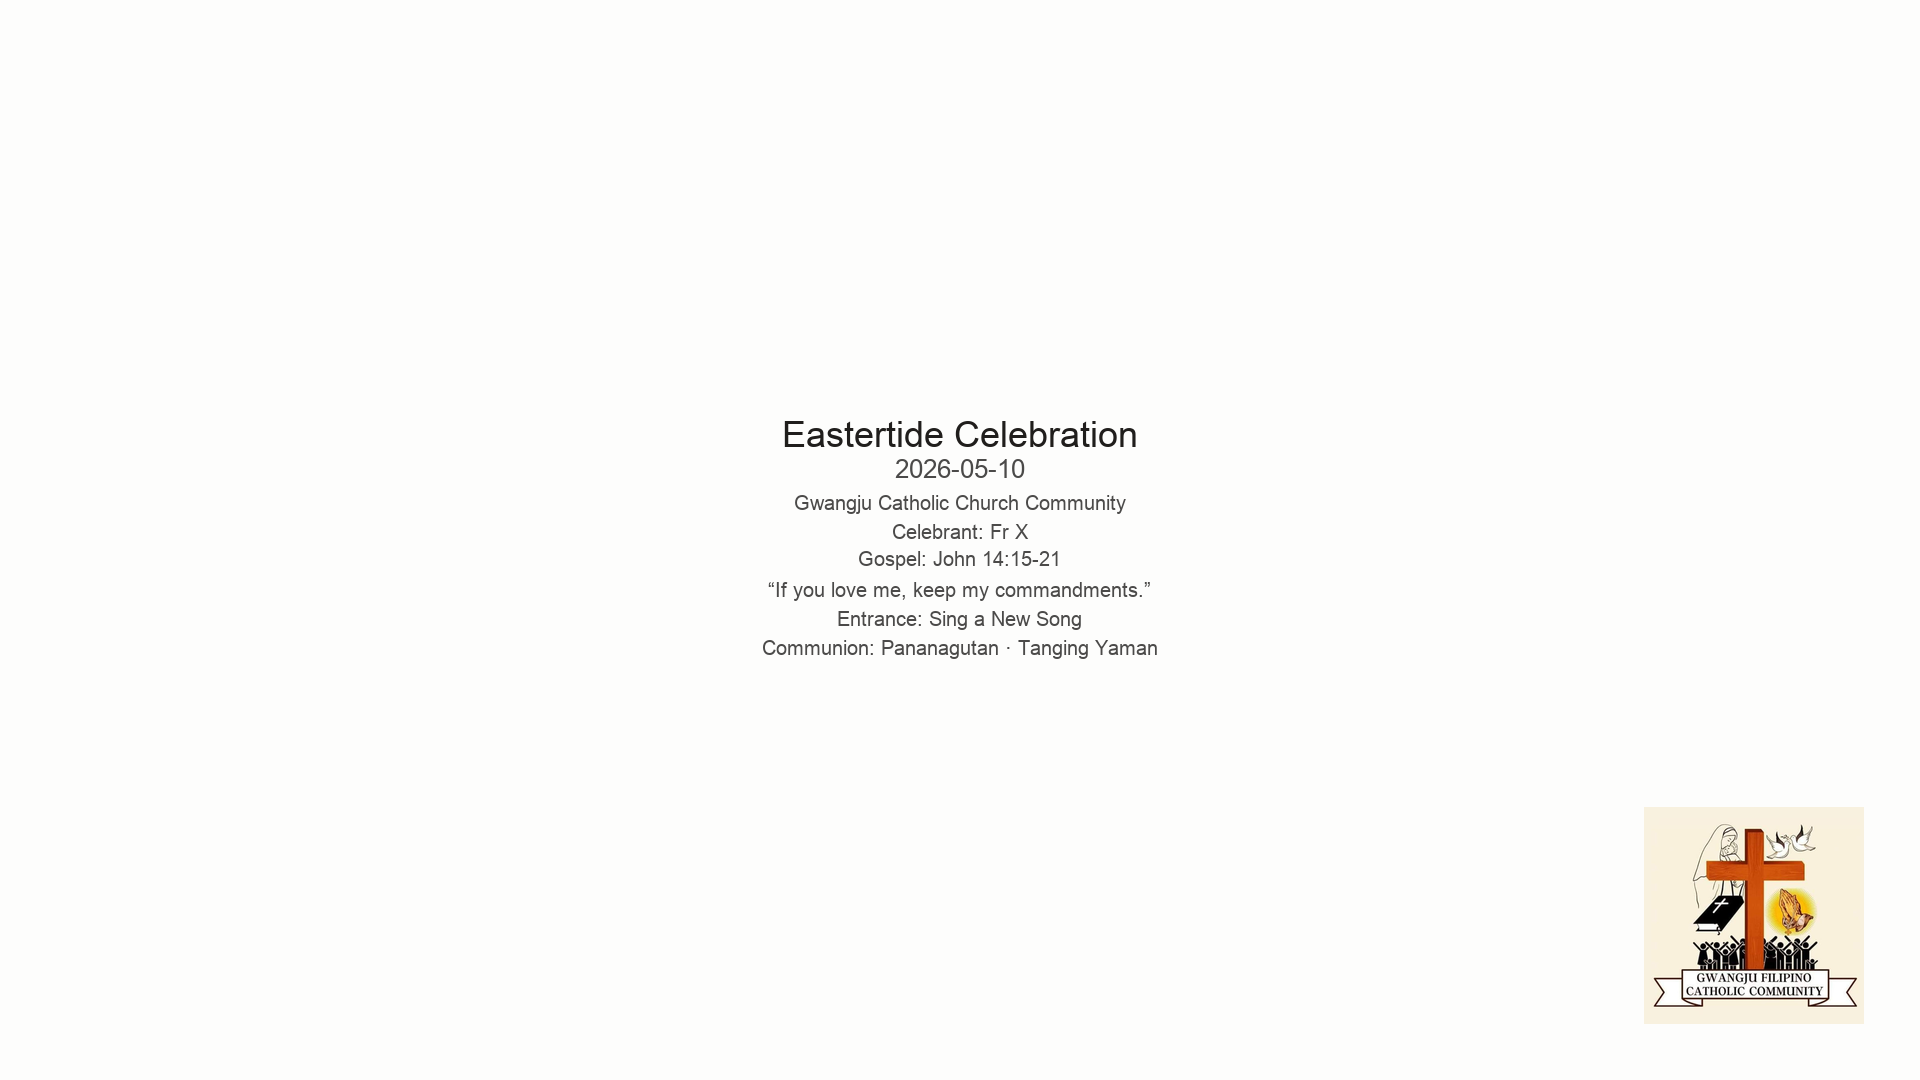 Eastertide Celebration
2026-05-10
Gwangju Catholic Church Community
Celebrant: Fr X
Gospel: John 14:15-21
“If you love me, keep my commandments.”
Entrance: Sing a New Song
Communion: Pananagutan · Tanging Yaman
GWANGJU FILIPINO
CATHOLIC COMMUNITY